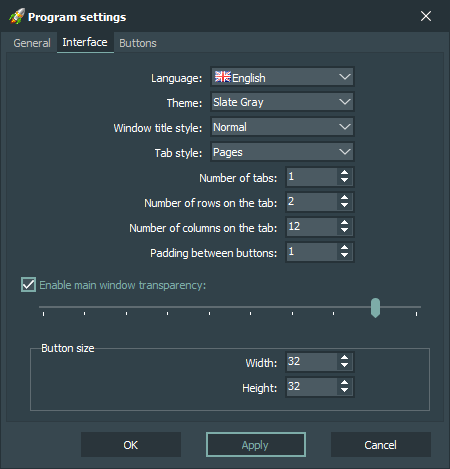 Program settings
General Interface Buttons
Language: English
Theme: Slate Gray
Window title style: Normal
Tab style: Pages
Number of tabs: 1
Number of rows on the tab: 2
Number of columns on the tab: 12
Padding between buttons: 1
Enable main window transparency:
Button size
Width: 32
Height: 32
OK Apply Cancel